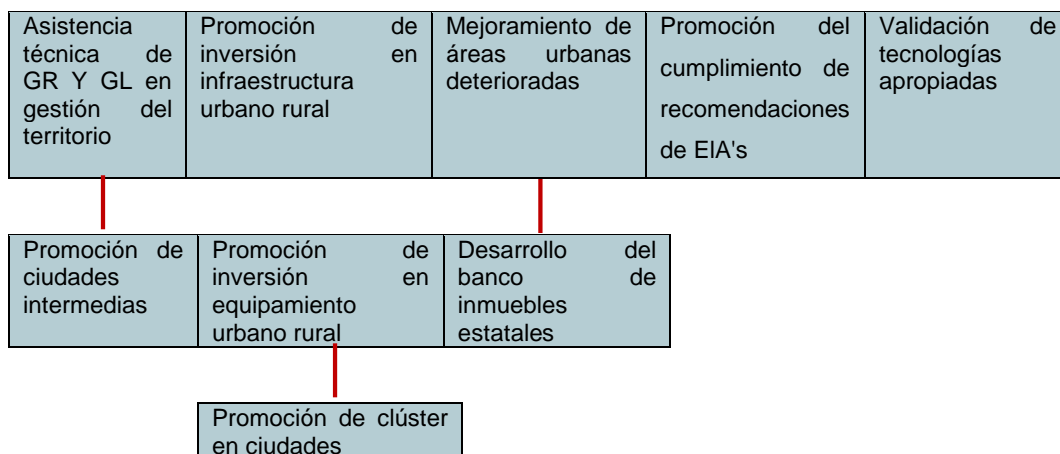 Asistencia
técnica de
GR Y GL en
gestión del
territorio
Promoción de
inversión en
infraestructura
urbano rural
Mejoramiento de
áreas urbanas
deterioradas
Promoción del
cumplimiento de
recomendaciones
de EIA's
Validación de
tecnologías
apropiadas
Promoción de
ciudades
intermedias
Promoción de
inversión en
equipamiento
urbano rural
Desarrollo del
banco de
inmuebles
estatales
Promoción de clúster
en ciudades